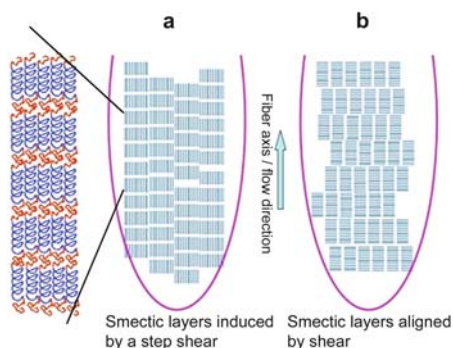 a
b
Fiber axis / flow direction
Smectic layers induced
by a step shear
Smectic layers aligned
by shear